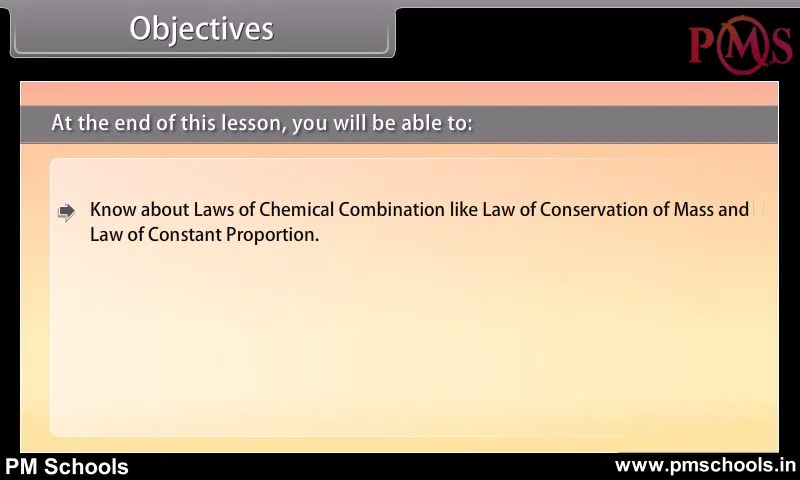 Objectives
PMS
At the end of this lesson, you will be able to:
Know about Laws of Chemical Combination like Law of Conservation of Mass and
Law of Constant Proportion.
PM Schools
www.pmschools.in